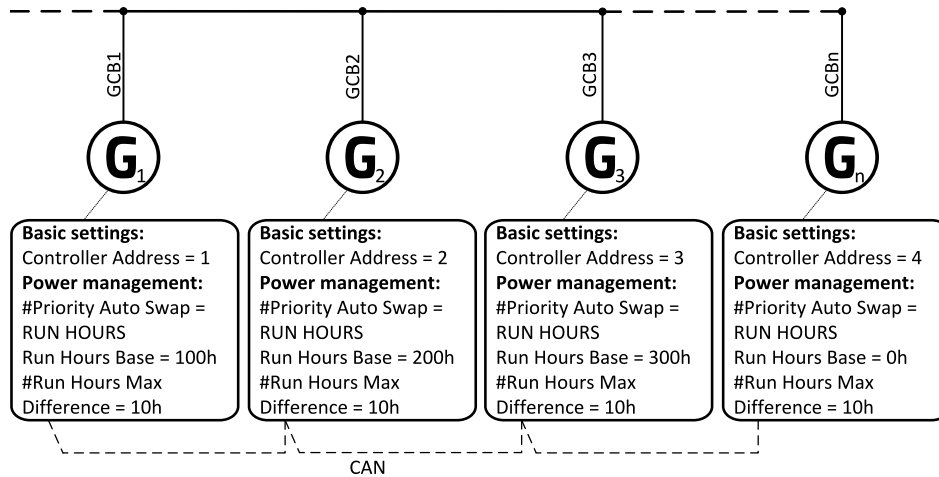 GCB1
GCB2
GCB3
GCBn
G1
G2
G3
Gn
Basic settings:
Controller Address = 1
Power management:
#Priority Auto Swap =
RUN HOURS
Run Hours Base = 100h
#Run Hours Max
Difference = 10h
Basic settings:
Controller Address = 2
Power management:
#Priority Auto Swap =
RUN HOURS
Run Hours Base = 200h
#Run Hours Max
Difference = 10h
Basic settings:
Controller Address = 3
Power management:
#Priority Auto Swap =
RUN HOURS
Run Hours Base = 300h
#Run Hours Max
Difference = 10h
Basic settings:
Controller Address = 4
Power management:
#Priority Auto Swap =
RUN HOURS
Run Hours Base = 0h
#Run Hours Max
Difference = 10h
CAN